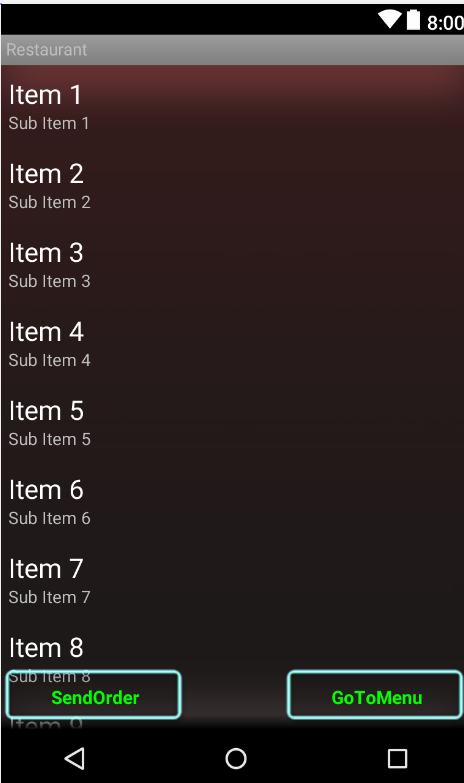 8:00
Restaurant
Item 1
Sub Item 1
Item 2
Sub Item 2
Item 3
Sub Item 3
Item 4
Sub Item 4
Item 5
Sub Item 5
Item 6
Sub Item 6
Item 7
Sub Item 7
Item 8
Sub Item 8
SendOrder GoToMenu
Item 9